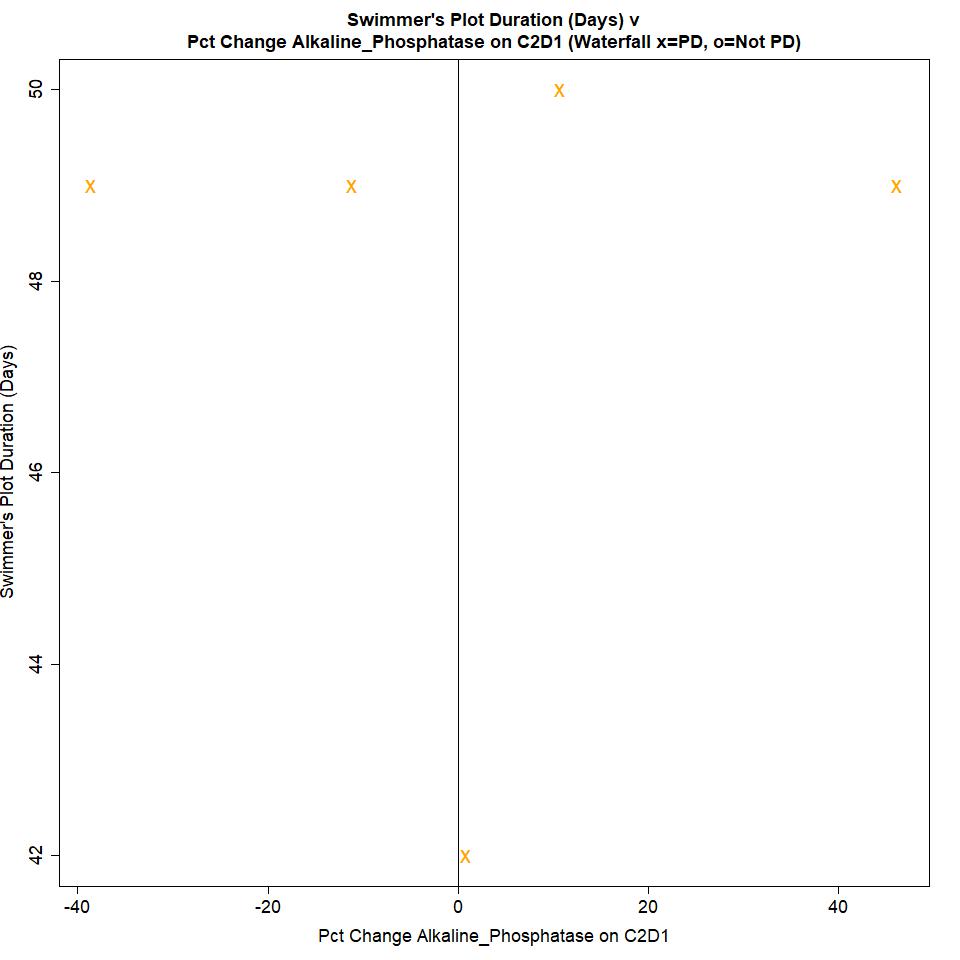 Swimmer's Plot Duration (Days) v
Pct Change Alkaline_Phosphatase on C2D1 (Waterfall x=PD, o=Not PD)
50
48
46
44
42
Swimmer's Plot Duration (Days)
X
X
X
X
X
-40
-20
0
20
40
Pct Change Alkaline_Phosphatase on C2D1